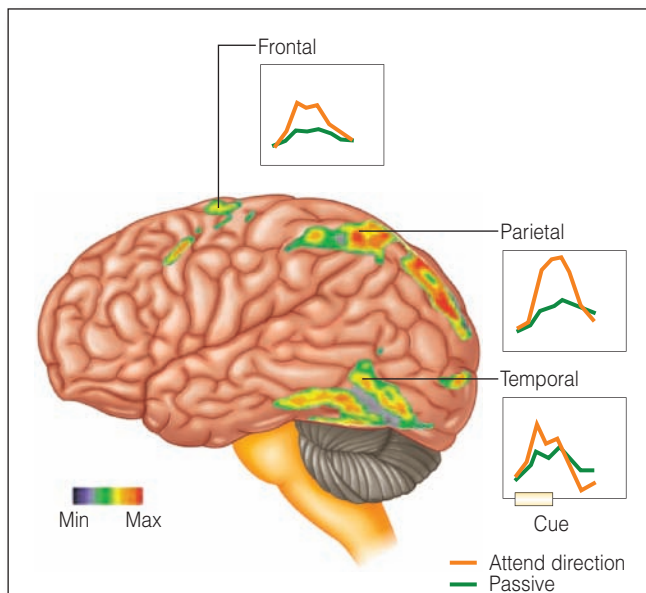 Frontal
Parietal
Temporal
Min Max
Cue
Attend direction
Passive